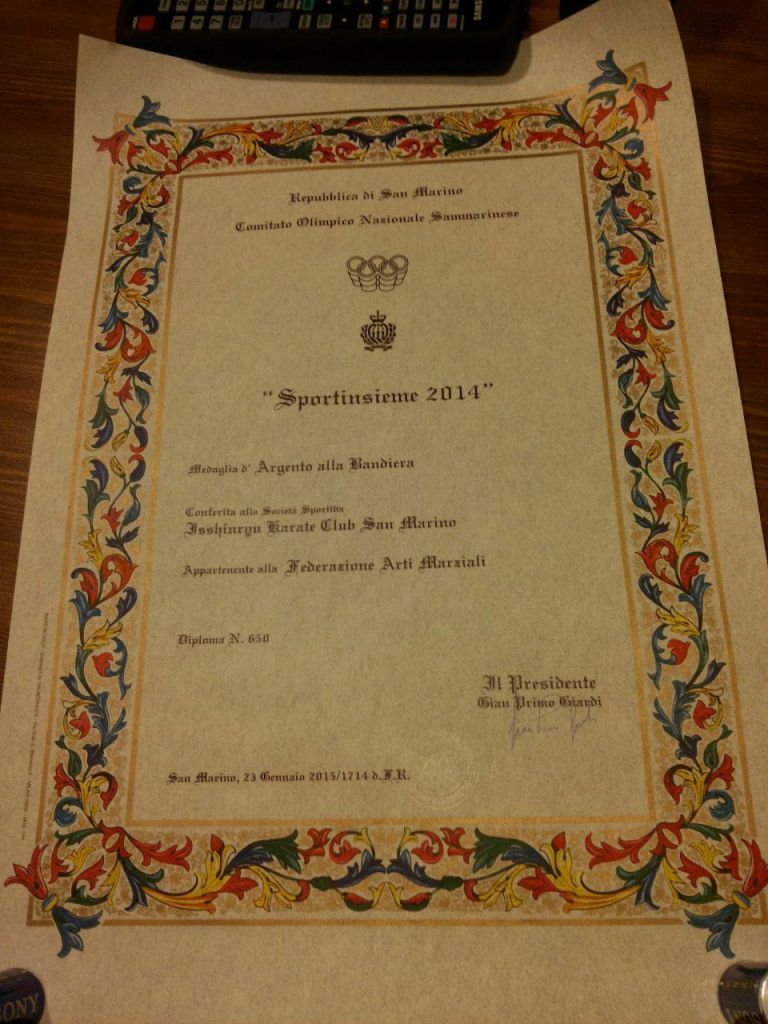 SAMSUNG
Repubblica di San Marino
Comitato Olimpico Nazionale Sammarinese
"Sportinsieme 2014"
Medaglia d' Argento alla Bandiera
Conferita alla Società Sportiva
Isshinryu Karate Club San Marino
Appartenente alla Federazione Arti Marziali
Diploma N. 650
Il Presidente
Gian Primo Giardi
San Marino, 23 Gennaio 2015/1714 d.F.R.
SONY